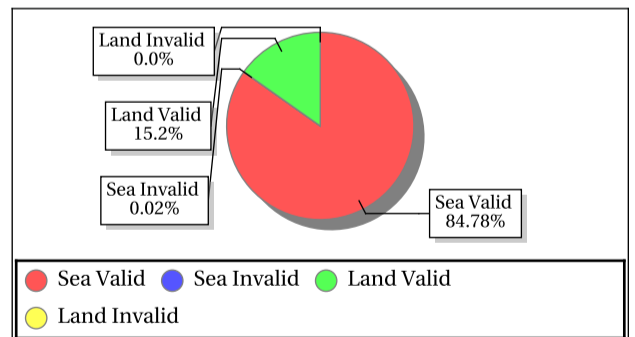 Land Invalid
0.0%
Land Valid
15.2%
Sea Invalid
0.02%
Sea Valid
84.78%
Sea Valid Sea Invalid Land Valid
Land Invalid